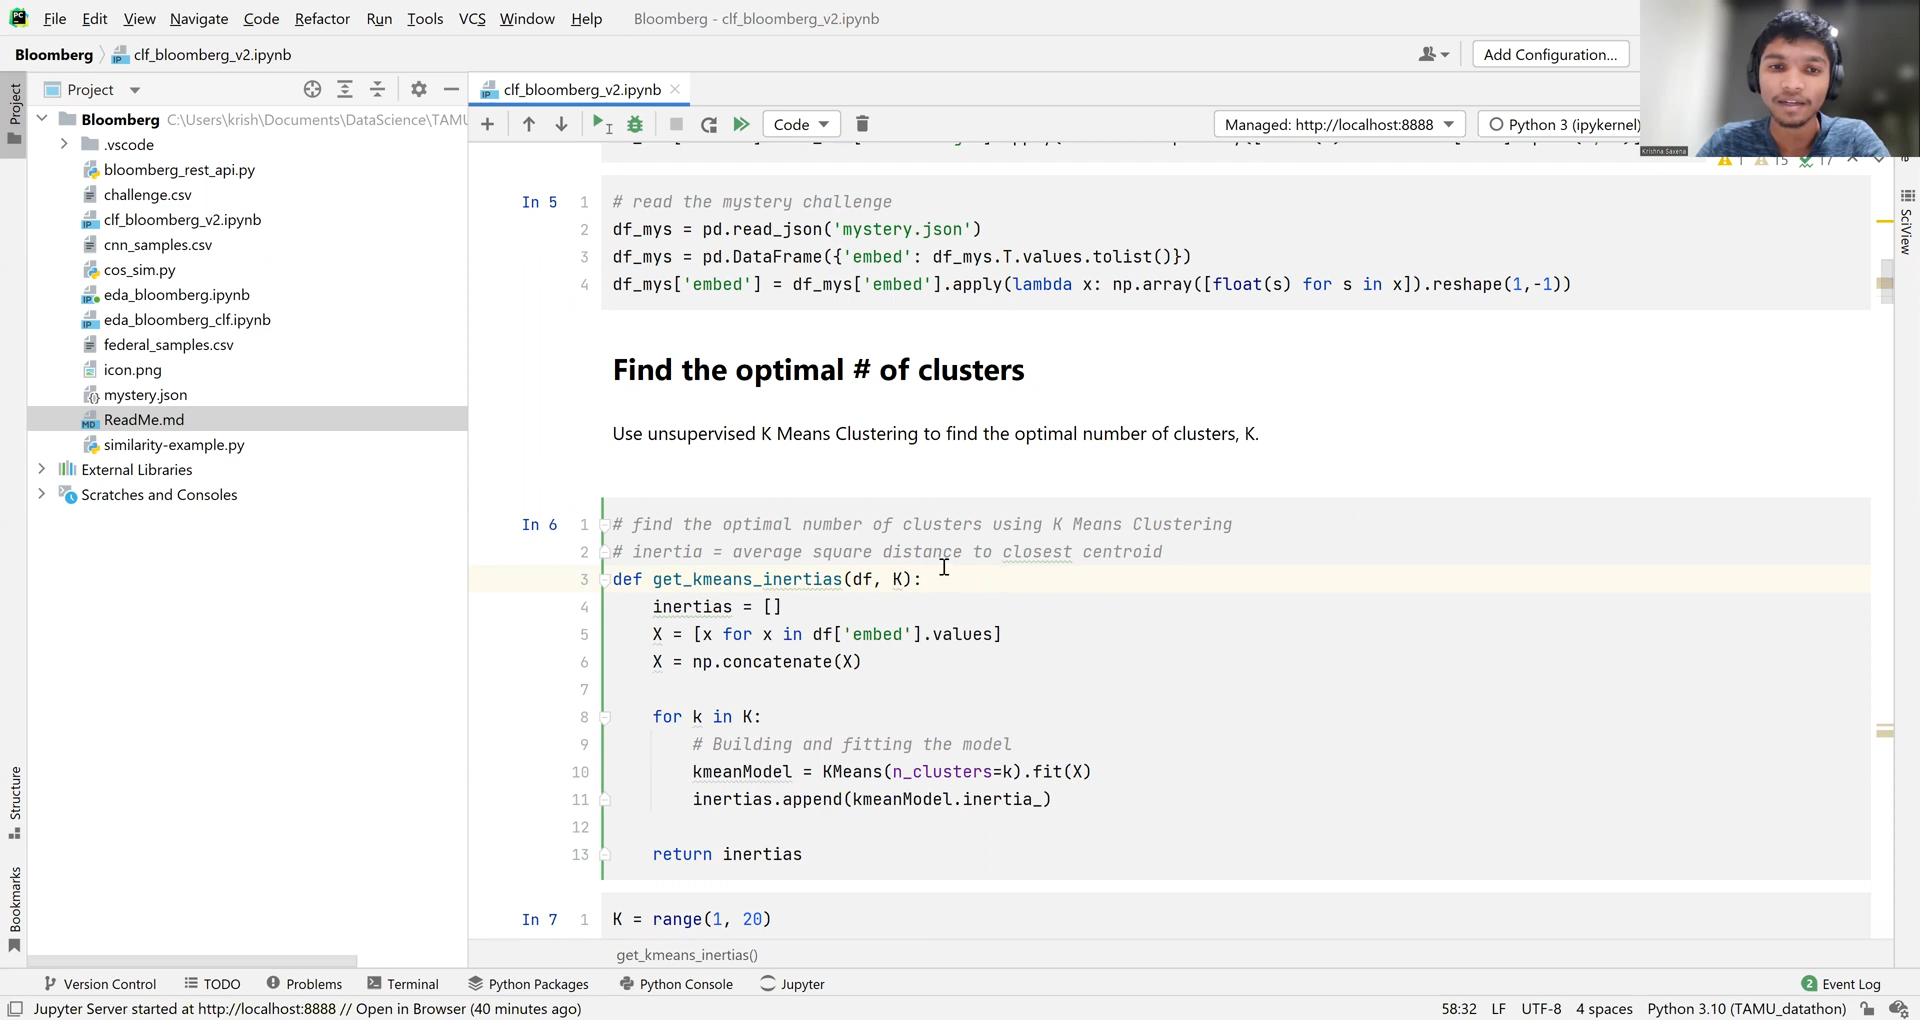 PC File Edit View Navigate Code Refactor Run Tools VCS Window Help Bloomberg - clf_bloomberg_v2.ipynb
Bloomberg clf_bloomberg_v2.ipynb Add Configuration...
Project clf_bloomberg_v2.ipynb
Bloomberg C:\Users\krish\Documents\DataScience\TAMU
Code Managed: http://localhost:8888 Python 3 (ipykernel)
Krishna Saxena
Project
.vscode
bloomberg_rest_api.py
challenge.csv
clf_bloomberg_v2.ipynb
cnn_samples.csv
cos_sim.py
eda_bloomberg.ipynb
eda_bloomberg_clf.ipynb
federal_samples.csv
icon.png
mystery.json
ReadMe.md
similarity-example.py
External Libraries
Scratches and Consoles
Structure
Bookmarks
In 5 1 # read the mystery challenge
2 df_mys = pd.read_json('mystery.json')
3 df_mys = pd.DataFrame({'embed': df_mys.T.values.tolist()})
4 df_mys['embed'] = df_mys['embed'].apply(lambda x: np.array([float(s) for s in x]).reshape(1,-1))
Find the optimal # of clusters
Use unsupervised K Means Clustering to find the optimal number of clusters, K.
In 6 1 # find the optimal number of clusters using K Means Clustering
2 # inertia = average square distance to closest centroid
3 def get_kmeans_inertias(df, K):
4 inertias = []
5 X = [x for x in df['embed'].values]
6 X = np.concatenate(X)
7
8 for k in K:
9 # Building and fitting the model
10 kmeanModel = KMeans(n_clusters=k).fit(X)
11 inertias.append(kmeanModel.inertia_)
12
13 return inertias
In 7 1 K = range(1, 20)
get_kmeans_inertias()
SciView
Version Control TODO Problems Terminal Python Packages Python Console Jupyter 2 Event Log
Jupyter Server started at http://localhost:8888 // Open in Browser (40 minutes ago) 58:32 LF UTF-8 4 spaces Python 3.10 (TAMU_datathon)